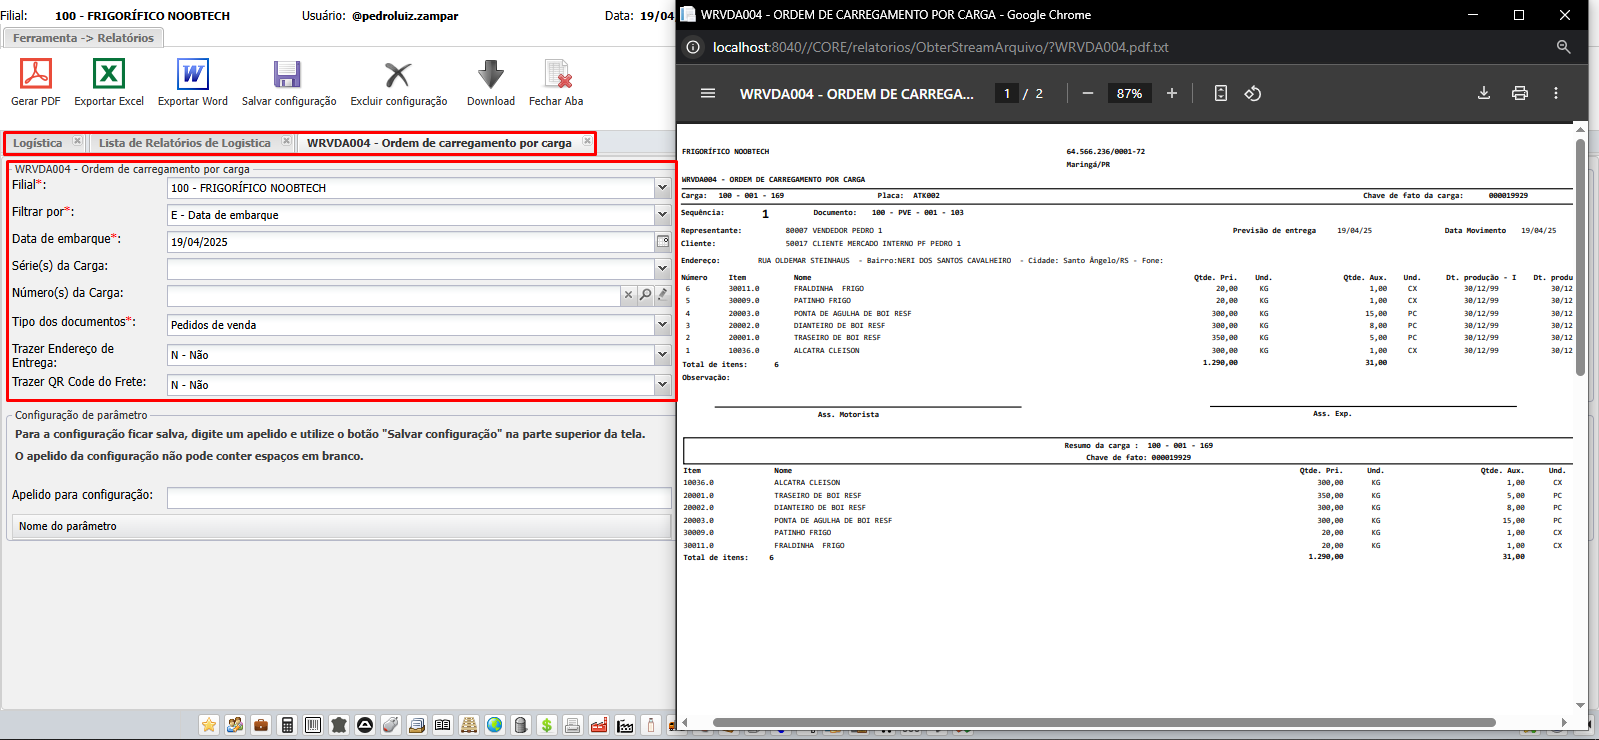 Filial: 100 - FRIGORÍFICO NOOBTECH Usuário: @pedroluiz.zampar Data: 19/04
Ferramenta -> Relatórios
Gerar PDF Exportar Excel Exportar Word Salvar configuração Excluir configuração Download Fechar Aba
Logística Lista de Relatórios de Logistica WRVDA004 - Ordem de carregamento por carga
WRVDA004 - Ordem de carregamento por carga
Filial*: 100 - FRIGORÍFICO NOOBTECH
Filtrar por*: E - Data de embarque
Data de embarque*: 19/04/2025
Série(s) da Carga:
Número(s) da Carga:
Tipo dos documentos*: Pedidos de venda
Trazer Endereço de
Entrega: N - Não
Trazer QR Code do Frete: N - Não
Configuração de parâmetro
Para a configuração ficar salva, digite um apelido e utilize o botão "Salvar configuração" na parte superior da tela.
O apelido da configuração não pode conter espaços em branco.
Apelido para configuração:
Nome do parâmetro
WRVDA004 - ORDEM DE CARREGAMENTO POR CARGA - Google Chrome
localhost:8040//CORE/relatorios/ObterStreamArquivo/?WRVDA004.pdf.txt
WRVDA004 - ORDEM DE CARREGA... 1 / 2 87%
FRIGORÍFICO NOOBTECH 64.566.236/0001-72
Maringá/PR
WRVDA004 - ORDEM DE CARREGAMENTO POR CARGA
Carga: 100 - 001 - 169 Placa: ATK002 Chave de fato da carga: 000019929
Sequência: 1 Documento: 100 - PVE - 001 - 103
Representante: 80007 VENDEDOR PEDRO 1 Previsão de entrega 19/04/25 Data Movimento 19/04/25
Cliente: 50017 CLIENTE MERCADO INTERNO PF PEDRO 1
Endereço: RUA OLDEMAR STEINHAUS - Bairro:NERI DOS SANTOS CAVALHEIRO - Cidade: Santo Ângelo/RS - Fone:
Número Item Nome Qtde. Pri. Und. Qtde. Aux. Und. Dt. produção - I Dt. produ
6 30011.0 FRALDINHA FRIGO 20,00 KG 1,00 CX 30/12/99 30/12
5 30009.0 PATINHO FRIGO 20,00 KG 1,00 CX 30/12/99 30/12
4 20003.0 PONTA DE AGULHA DE BOI RESF 300,00 KG 15,00 PC 30/12/99 30/12
3 20002.0 DIANTEIRO DE BOI RESF 300,00 KG 8,00 PC 30/12/99 30/12
2 20001.0 TRASEIRO DE BOI RESF 350,00 KG 5,00 PC 30/12/99 30/12
1 10036.0 ALCATRA CLEISON 300,00 KG 1,00 CX 30/12/99 30/12
Total de itens: 6 1.290,00 31,00
Observação:
Ass. Motorista Ass. Exp.
Resumo da carga : 100 - 001 - 169
Chave de fato: 000019929
Item Nome Qtde. Pri. Und. Qtde. Aux. Und.
10036.0 ALCATRA CLEISON 300,00 KG 1,00 CX
20001.0 TRASEIRO DE BOI RESF 350,00 KG 5,00 PC
20002.0 DIANTEIRO DE BOI RESF 300,00 KG 8,00 PC
20003.0 PONTA DE AGULHA DE BOI RESF 300,00 KG 15,00 PC
30009.0 PATINHO FRIGO 20,00 KG 1,00 CX
30011.0 FRALDINHA FRIGO 20,00 KG 1,00 CX
Total de itens: 6 1.290,00 31,00